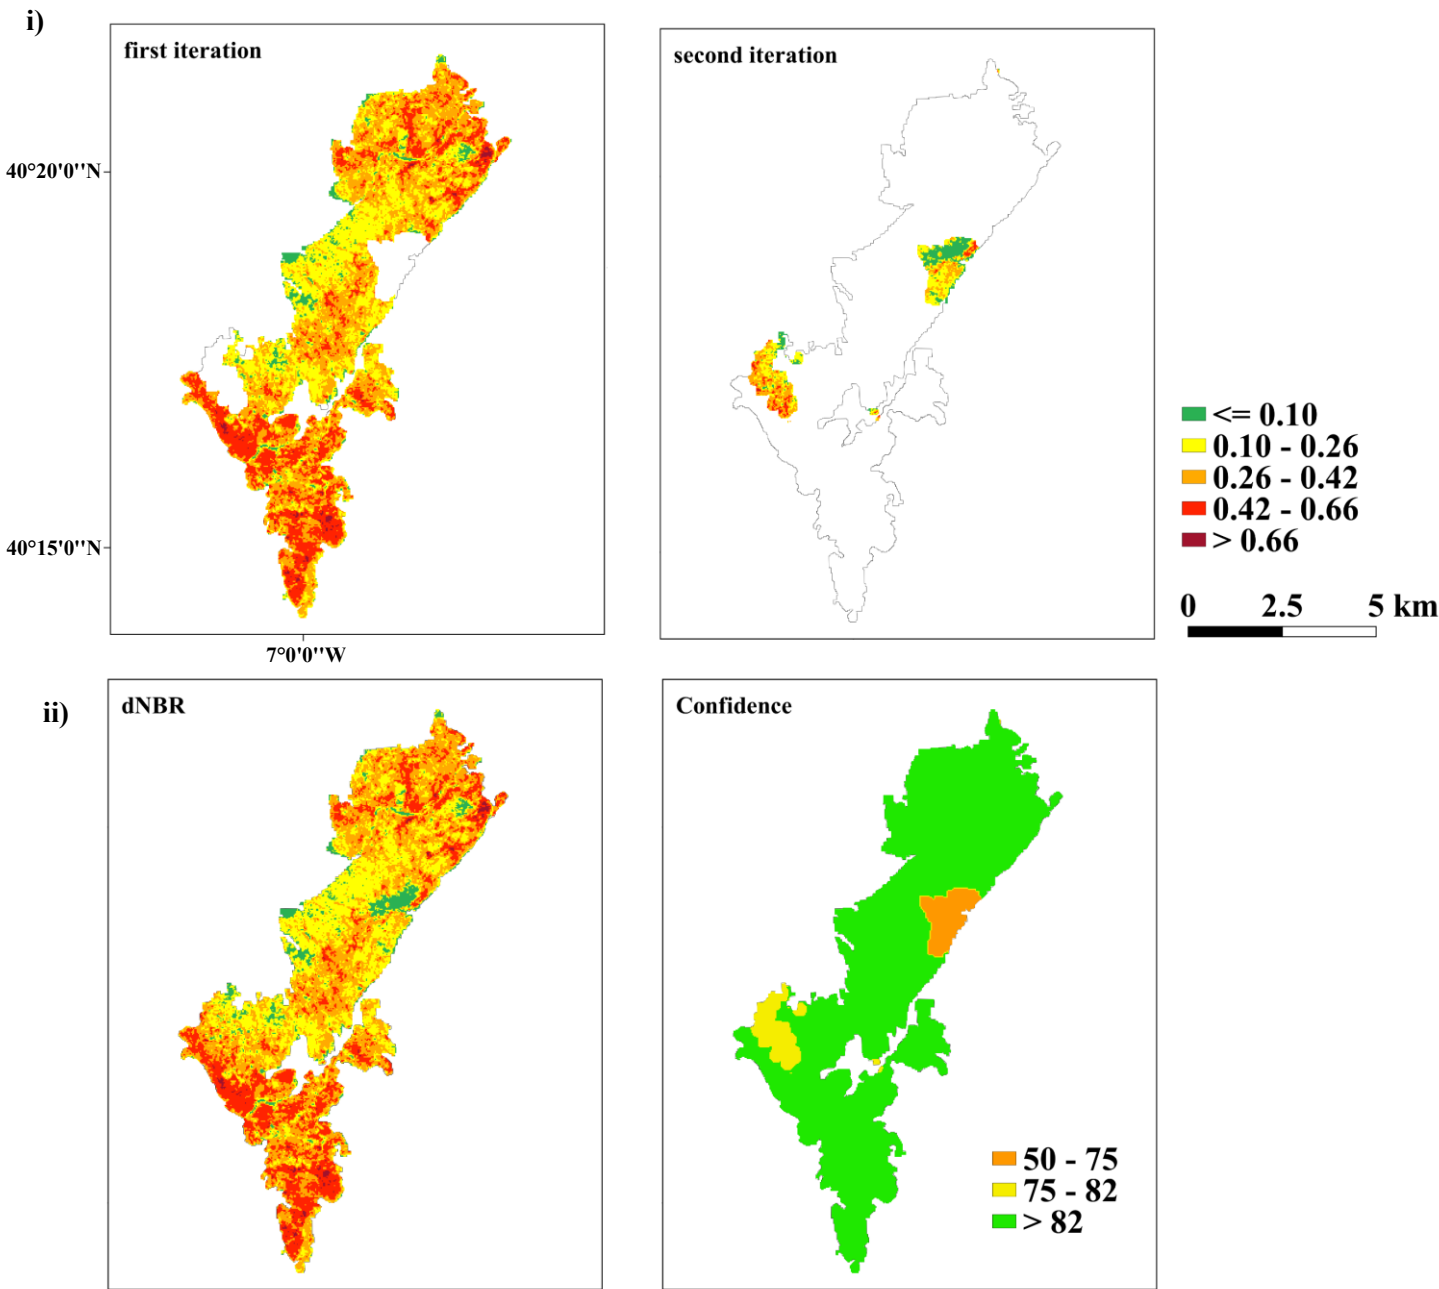 i)
first iteration
second iteration
40°20'0"N
40°15'0"N
7°0'0"W
<= 0.10
0.10 - 0.26
0.26 - 0.42
0.42 - 0.66
> 0.66
0 2.5 5 km
ii)
dNBR
Confidence
50 - 75
75 - 82
> 82